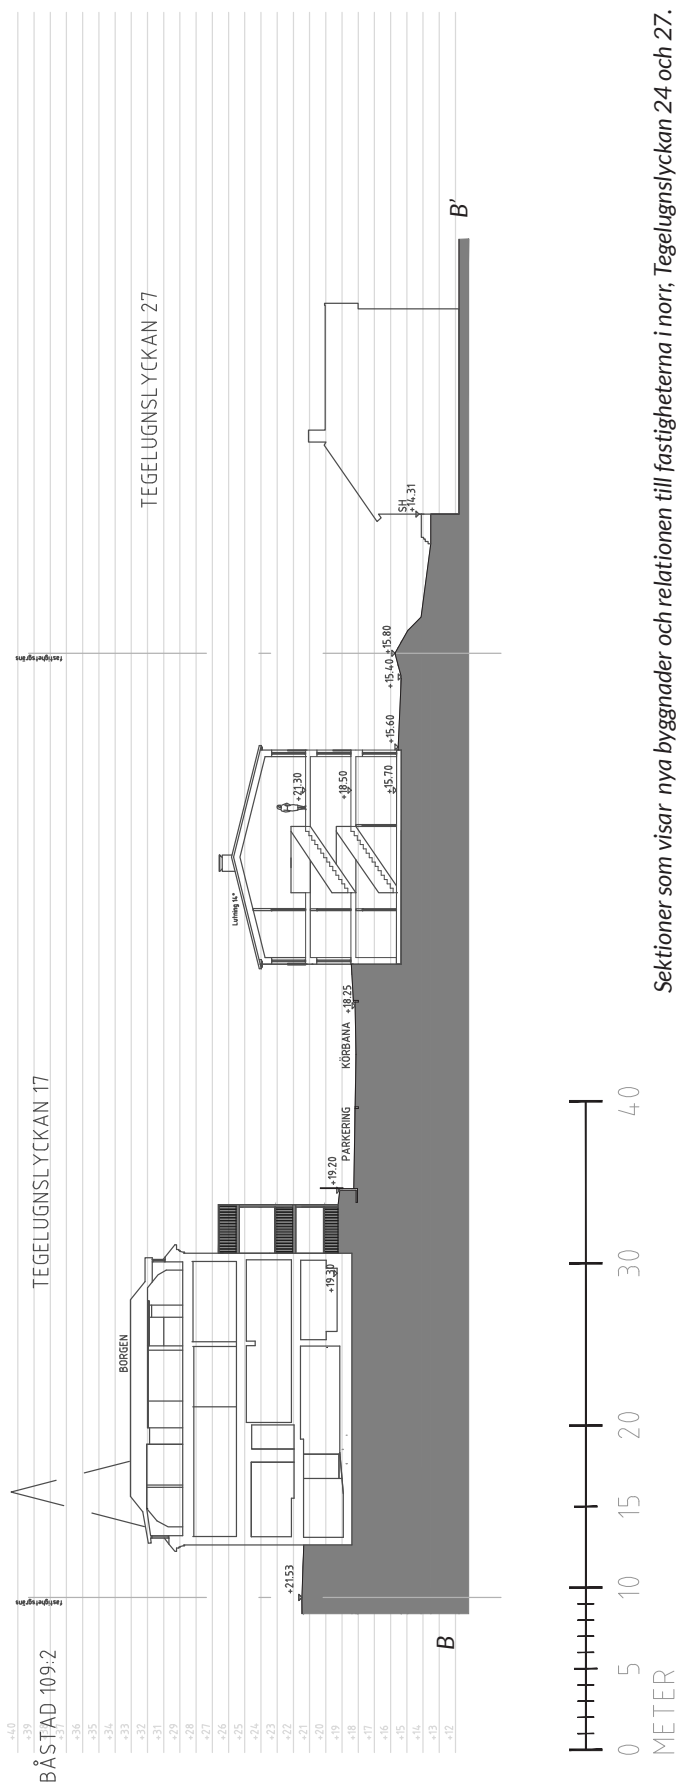 BÅSTAD 109:2
TEGELUGNSLYCKAN 17
TEGELUGNSLYCKAN 27
fastighetsgräns
fastighetsgräns
+40
+39
+38
+37
+36
+35
+34
+33
+32
+31
+30
+29
+28
+27
+26
+25
+24
+23
+22
+21
+20
+19
+18
+17
+16
+15
+14
+13
+12
BORGEN
+21.53
+19.30
+19.20
PARKERING
KÖRBANA
+18.25
Lutning 14°
+21.30
+18.50
+15.70
+15.60
+15.40
+15.80
SH
+14.31
B
B'
0 5 10 15 20 30 40
METER
Sektioner som visar nya byggnader och relationen till fastigheterna i norr, Tegelugnslyckan 24 och 27.